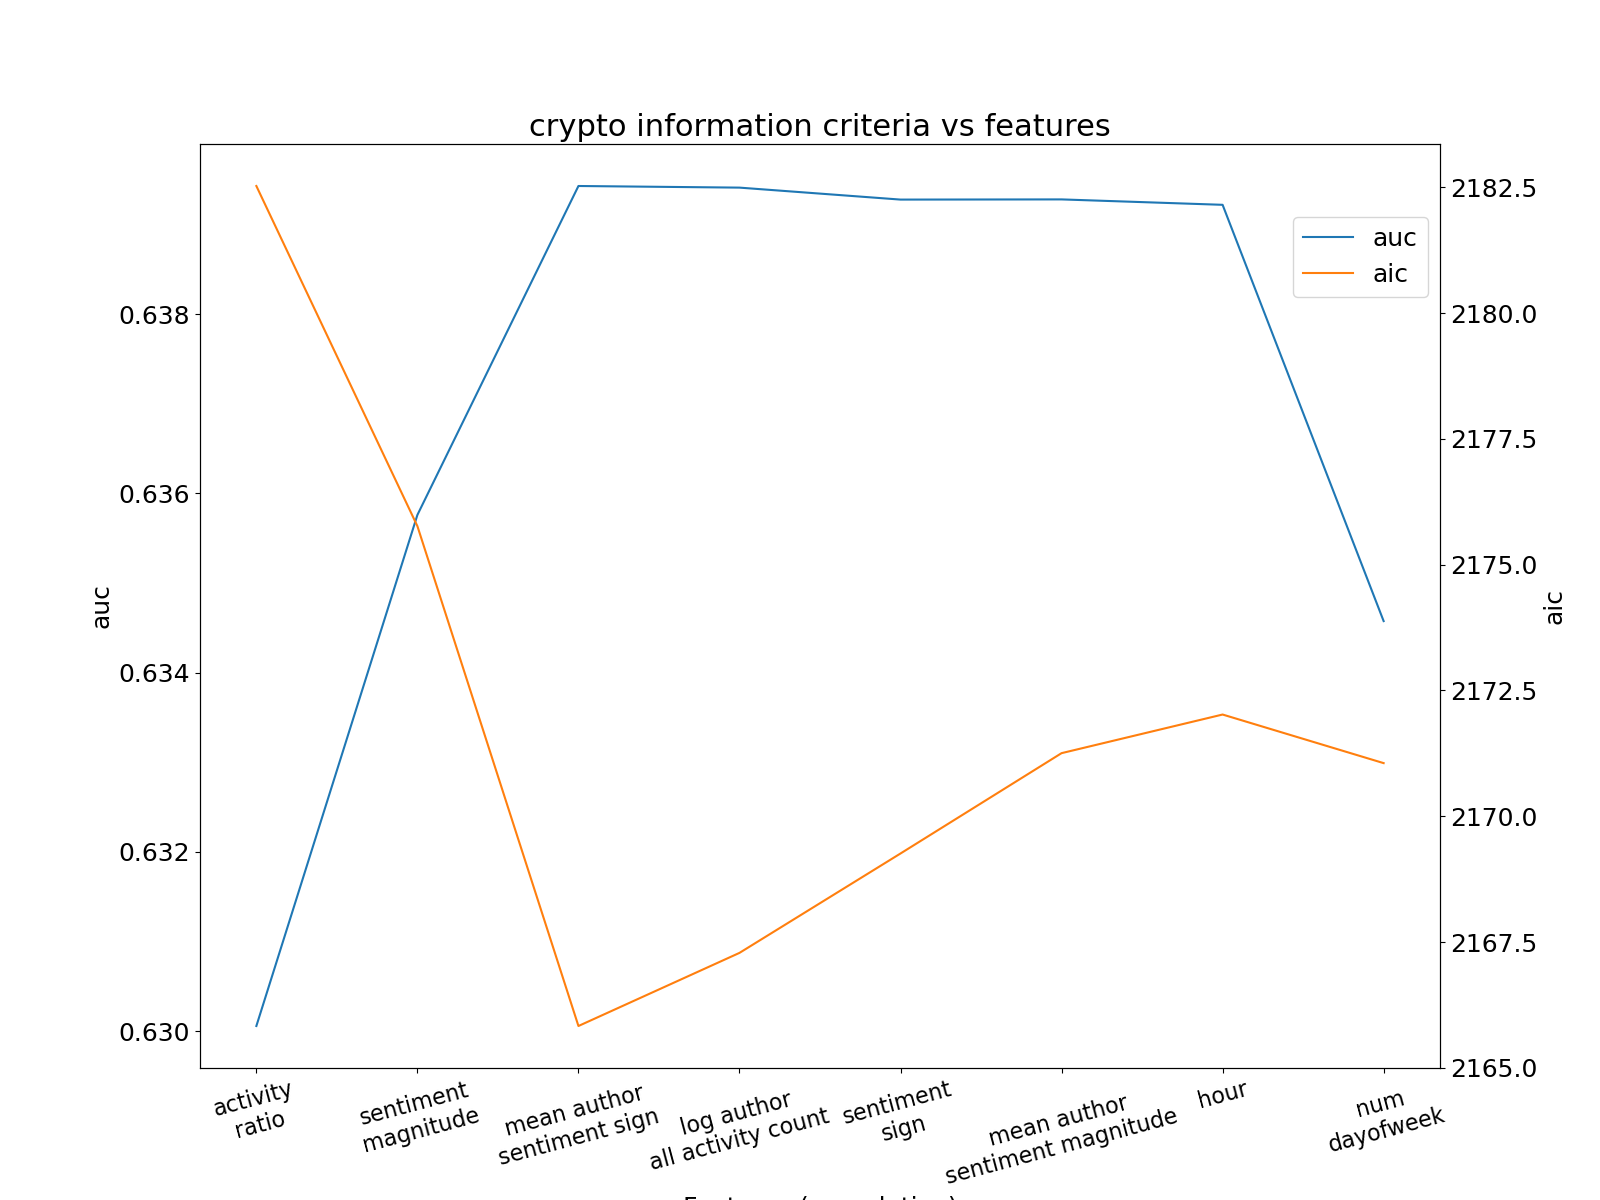 crypto information criteria vs features
auc
aic
0.638
0.636
0.634
0.632
0.630
auc
2182.5
2180.0
2177.5
2175.0
2172.5
2170.0
2167.5
2165.0
aic
activity
ratio
sentiment
magnitude
mean author
sentiment sign
log author
all activity count
sentiment
sign
mean author
sentiment magnitude
hour
num
dayofweek